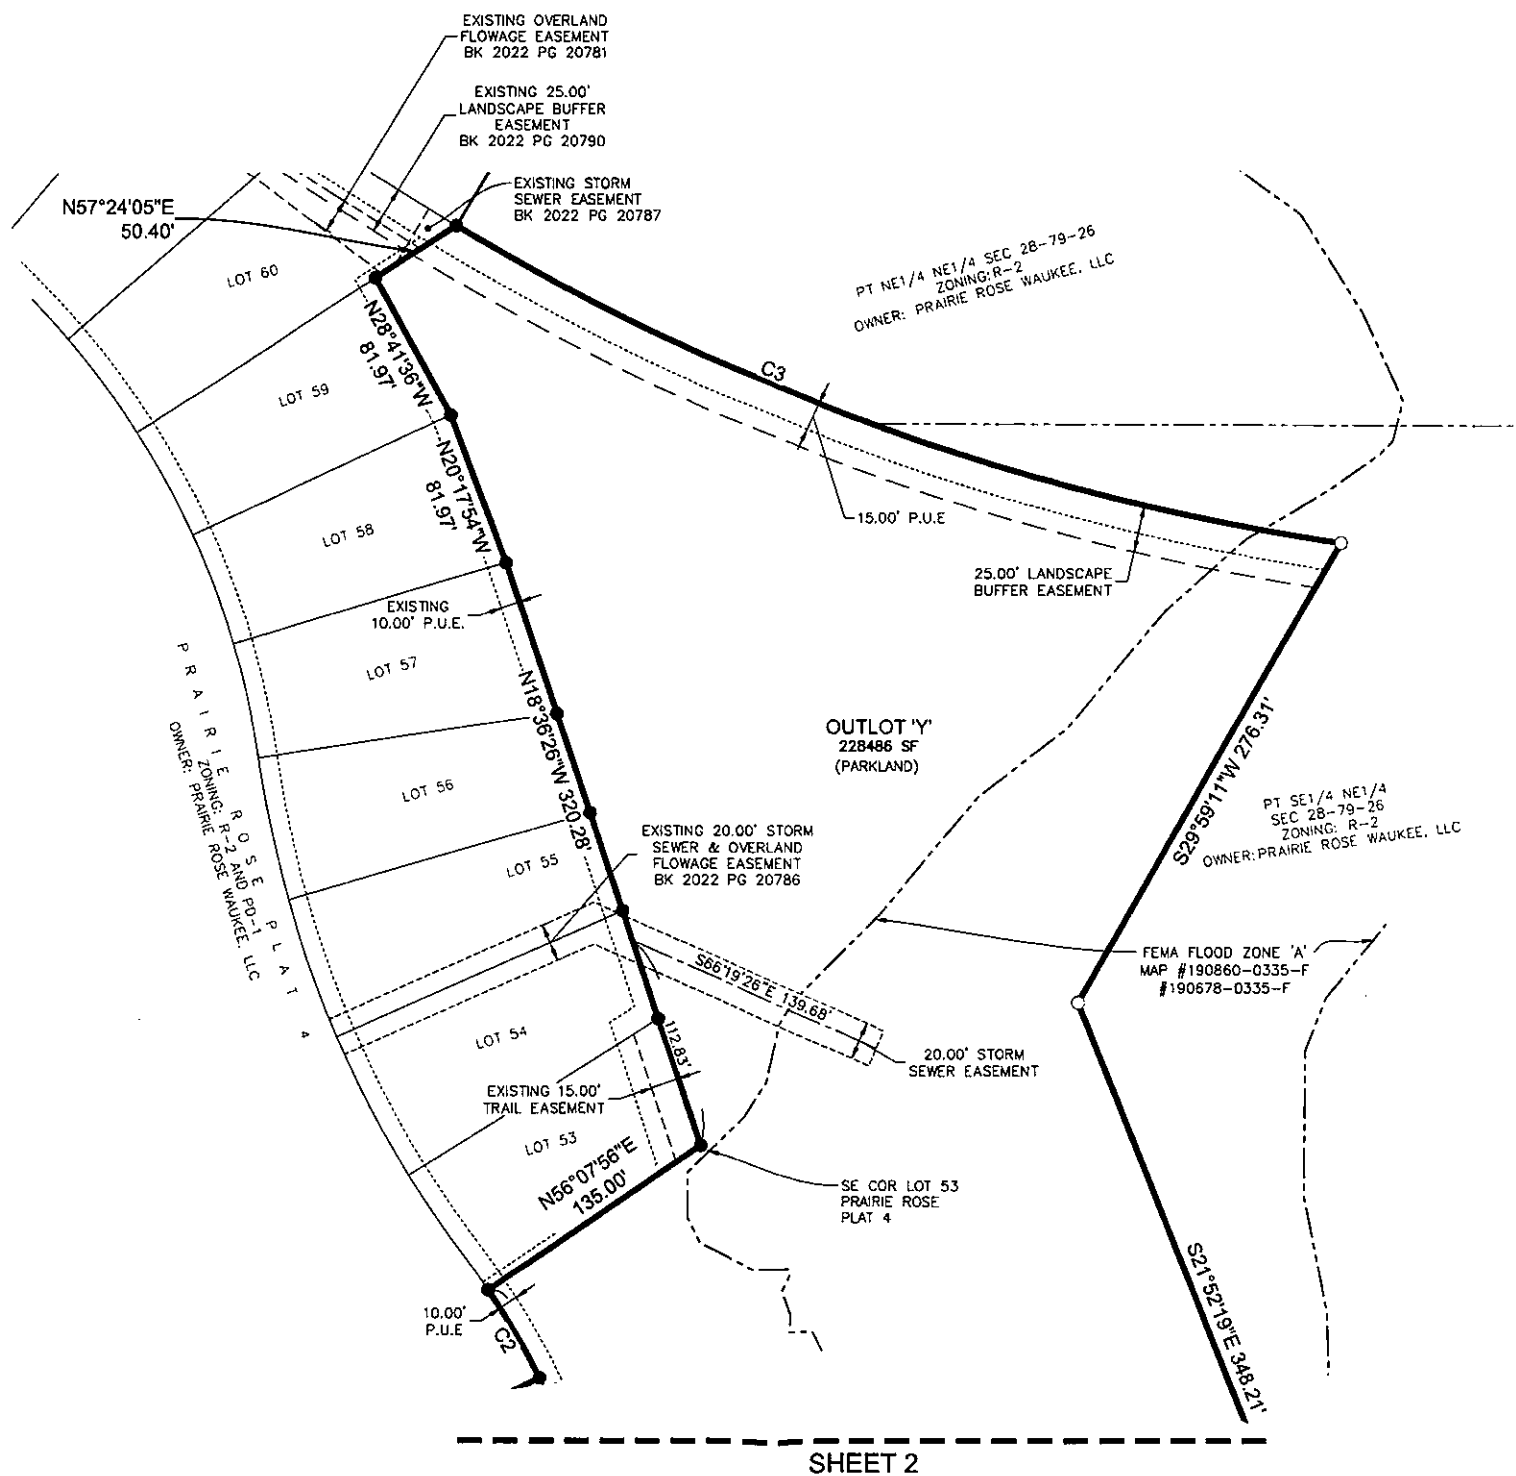 EXISTING OVERLAND
FLOWAGE EASEMENT
BK 2022 PG 20781
EXISTING 25.00'
LANDSCAPE BUFFER
EASEMENT
BK 2022 PG 20790
EXISTING STORM
SEWER EASEMENT
BK 2022 PG 20787
N57°24'05"E
50.40'
LOT 60
PT NE1/4 NE1/4 SEC 28-79-26
ZONING:R-2
OWNER: PRAIRIE ROSE WAUKEE, LLC
N28°41'36"W
81.97'
C3
LOT 59
N20°17'54"W
81.97'
15.00' P.U.E
LOT 58
25.00' LANDSCAPE
BUFFER EASEMENT
EXISTING
10.00' P.U.E.
LOT 57
N18°36'26"W 320.28'
OUTLOT 'Y'
228486 SF
(PARKLAND)
S29°59'11"W 276.31'
PRAIRIE ROSE PLAT 4
ZONING: R-2 AND PD-1
OWNER: PRAIRIE ROSE WAUKEE, LLC
LOT 56
PT SE1/4 NE1/4
SEC 28-79-26
ZONING: R-2
OWNER: PRAIRIE ROSE WAUKEE, LLC
EXISTING 20.00' STORM
SEWER & OVERLAND
FLOWAGE EASEMENT
BK 2022 PG 20786
LOT 55
FEMA FLOOD ZONE 'A'
MAP #190860-0335-F
#190678-0335-F
S66°19'26"E 139.68'
LOT 54
112.83'
20.00' STORM
SEWER EASEMENT
EXISTING 15.00'
TRAIL EASEMENT
LOT 53
N56°07'56"E
135.00'
SE COR LOT 53
PRAIRIE ROSE
PLAT 4
S21°52'19"E 348.21'
10.00'
P.U.E
C2
SHEET 2